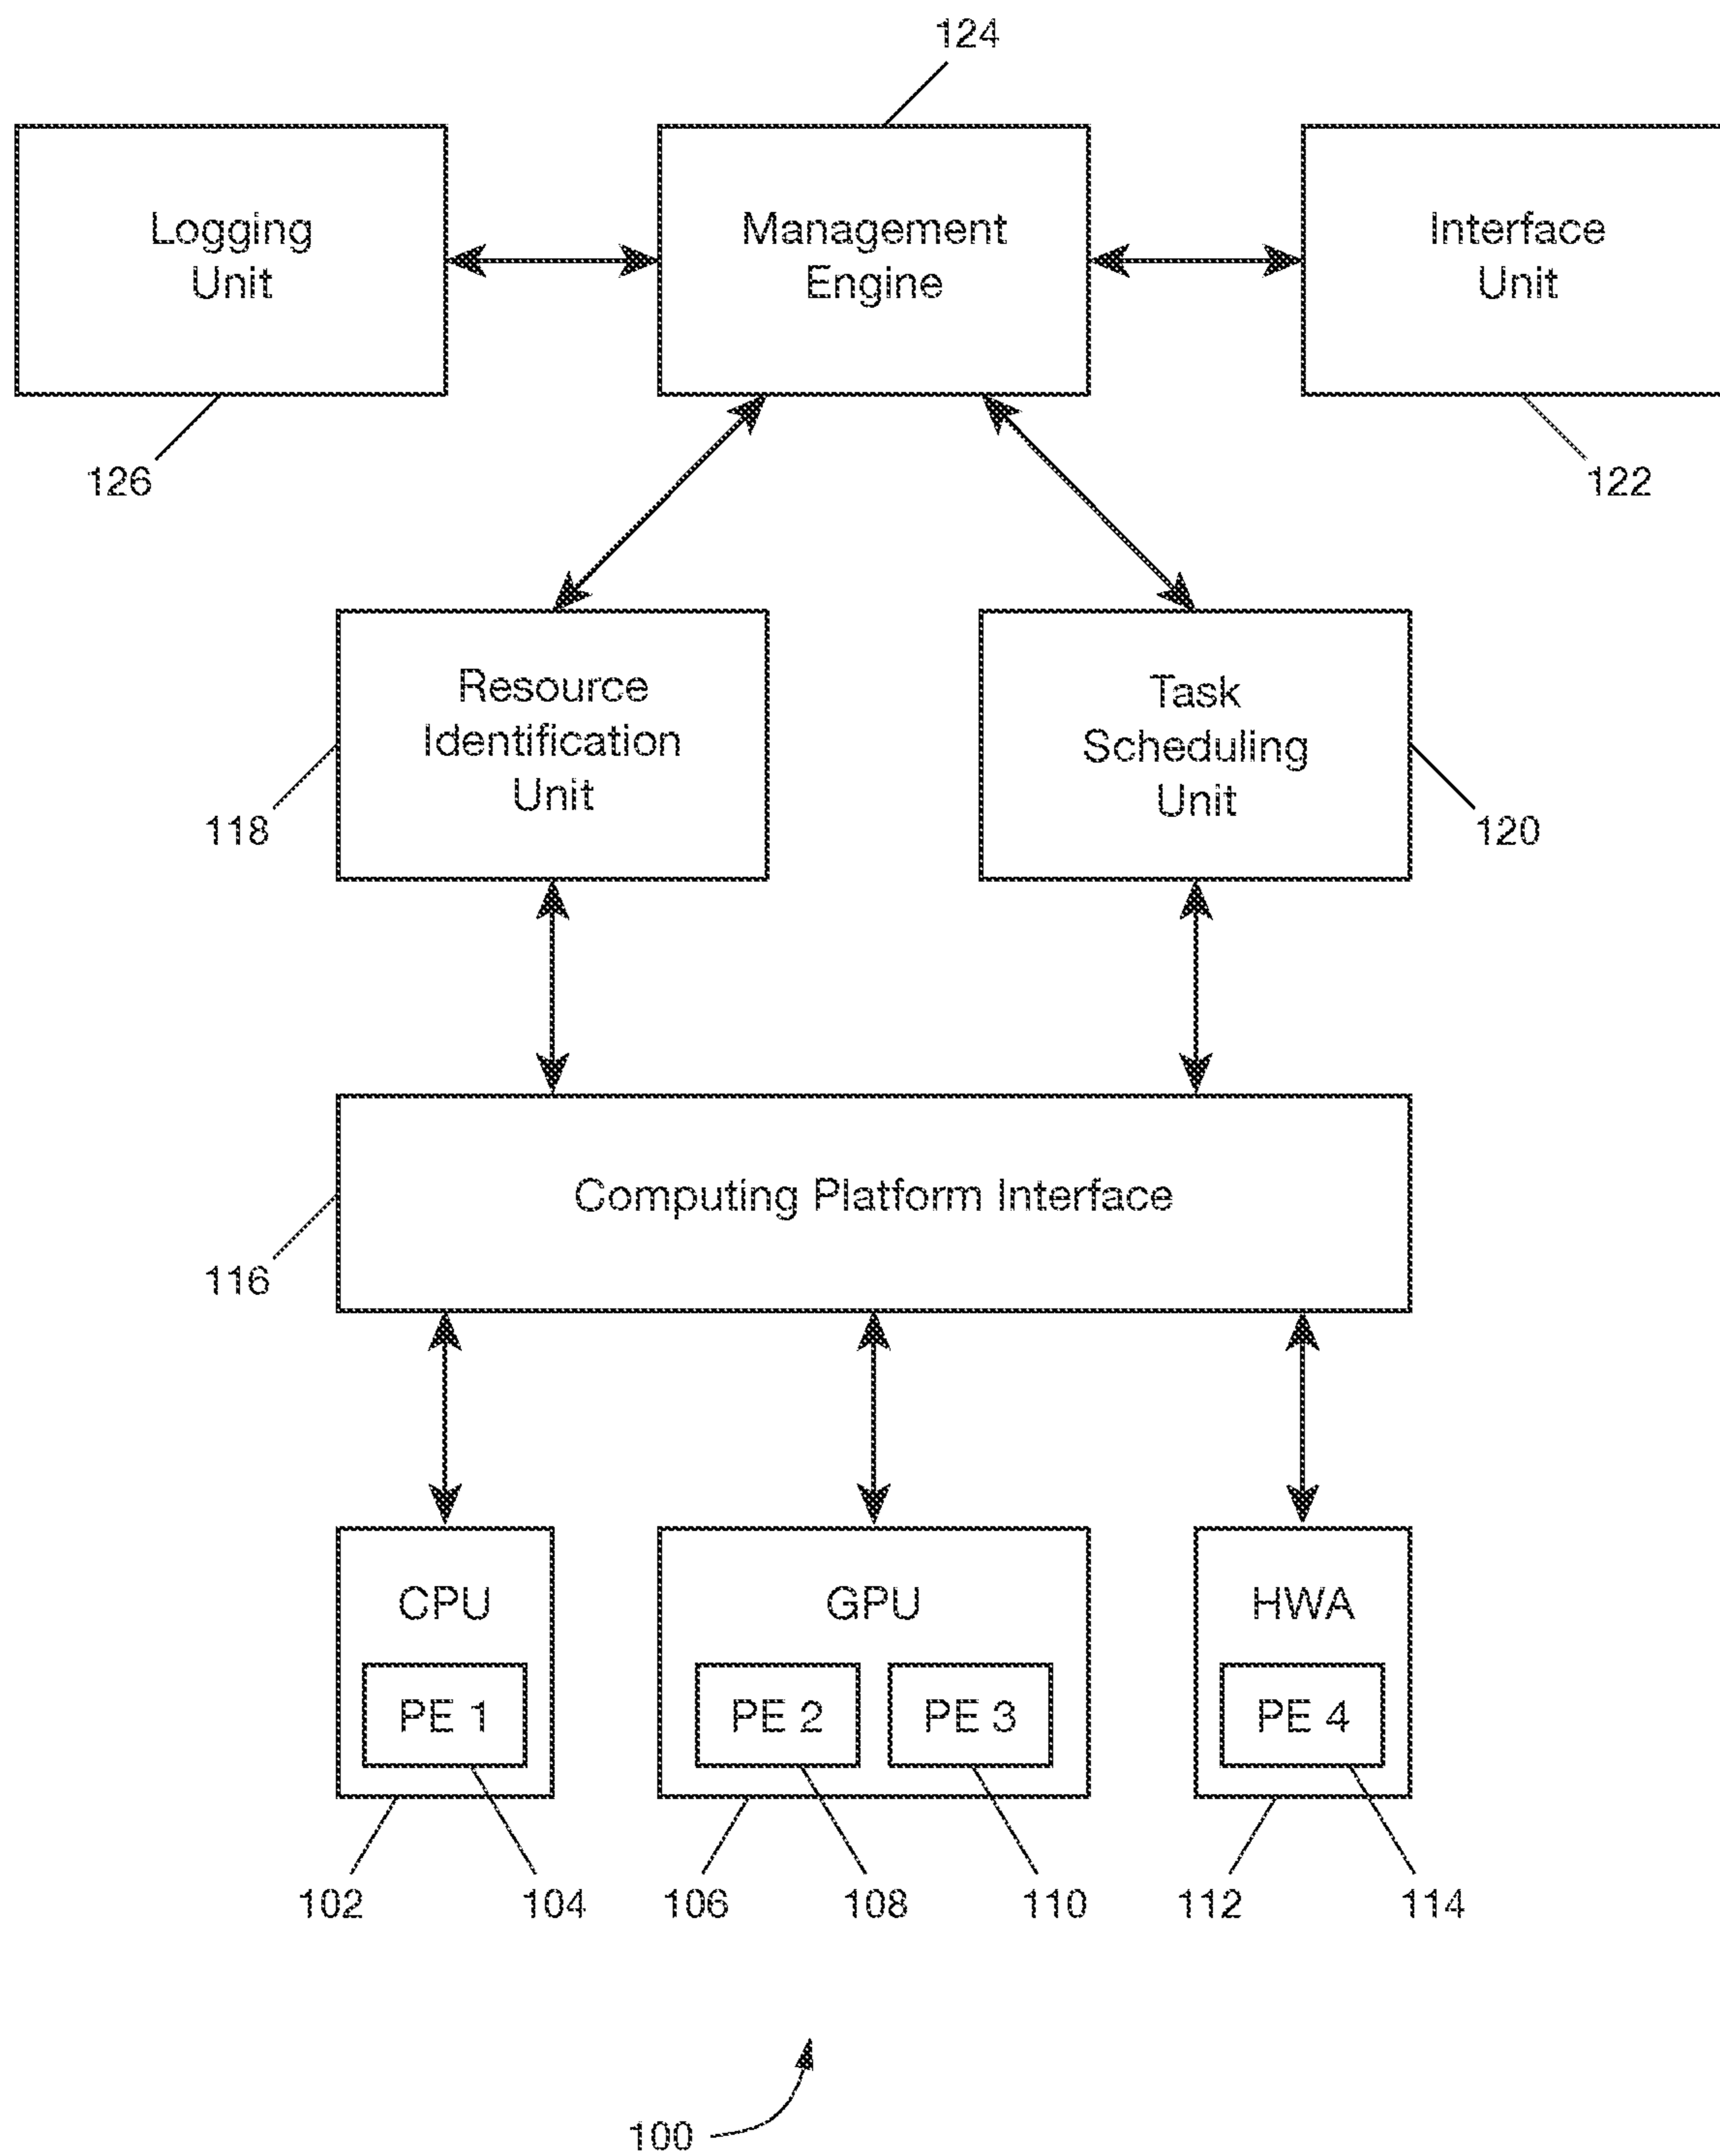 124
Logging
Unit
Management
Engine
Interface
Unit
126
122
Resource
Identification
Unit
Task
Scheduling
Unit
118
120
Computing Platform Interface
116
CPU
GPU
HWA
PE 1
PE 2
PE 3
PE 4
102
104
106
108
110
112
114
100